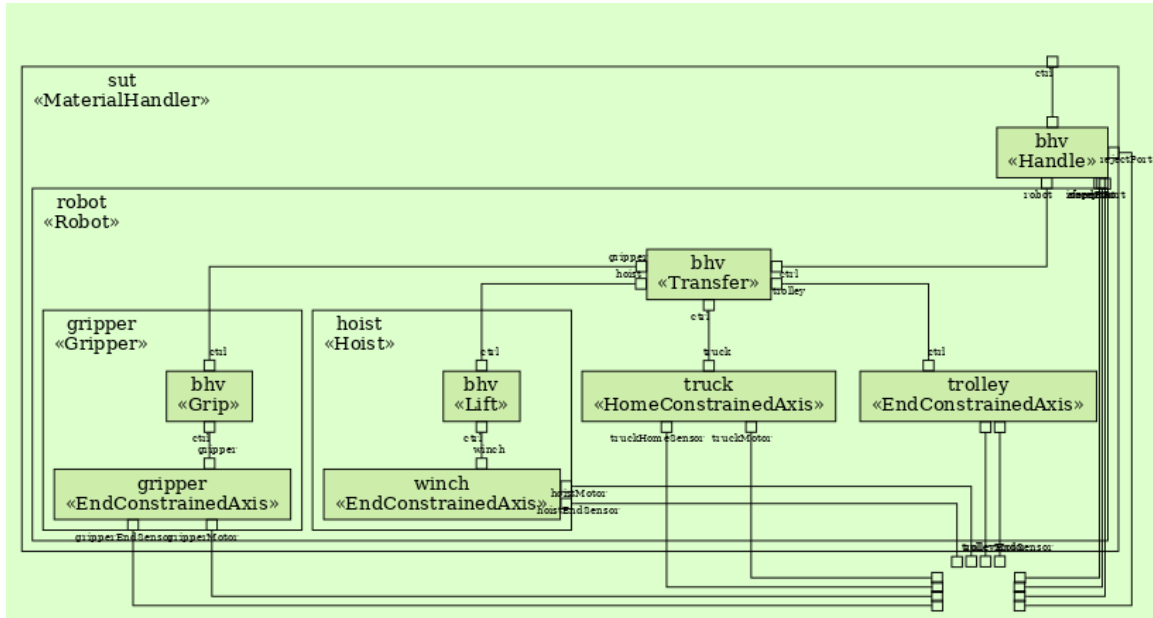 sut
«MaterialHandler»
ctrl
bhv
«Handle»
rejectPort
robot
robot
«Robot»
gripper
hoist
bhv
«Transfer»
ctrl
trolley
ctrl
gripper
«Gripper»
hoist
«Hoist»
ctrl
ctrl
truck
ctrl
bhv
«Grip»
bhv
«Lift»
truck
«HomeConstrainedAxis»
trolley
«EndConstrainedAxis»
ctrl
gripper
ctrl
winch
truckHomeSensor
truckMotor
gripper
«EndConstrainedAxis»
winch
«EndConstrainedAxis»
hoistMotor
hoistEndSensor
gripperEndSensor
gripperMotor